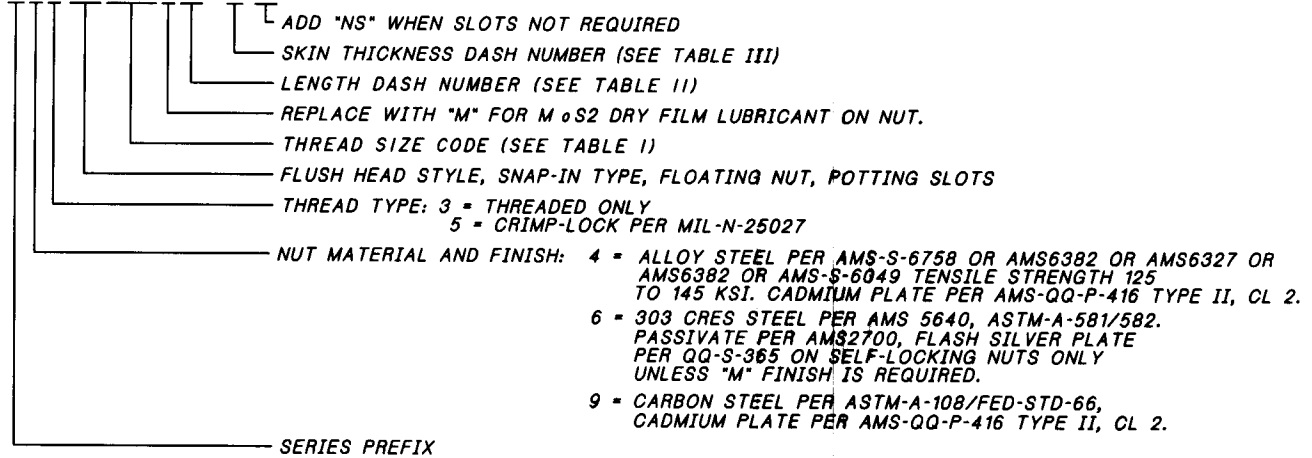 ADD "NS" WHEN SLOTS NOT REQUIRED
SKIN THICKNESS DASH NUMBER (SEE TABLE III)
LENGTH DASH NUMBER (SEE TABLE II)
REPLACE WITH "M" FOR MoS2 DRY FILM LUBRICANT ON NUT.
THREAD SIZE CODE (SEE TABLE I)
FLUSH HEAD STYLE, SNAP-IN TYPE, FLOATING NUT, POTTING SLOTS
THREAD TYPE: 3 = THREADED ONLY
5 = CRIMP-LOCK PER MIL-N-25027
NUT MATERIAL AND FINISH: 4 = ALLOY STEEL PER AMS-S-6758 OR AMS6382 OR AMS6327 OR
AMS6382 OR AMS-S-6049 TENSILE STRENGTH 125
TO 145 KSI. CADMIUM PLATE PER AMS-QQ-P-416 TYPE II, CL 2.
6 = 303 CRES STEEL PER AMS 5640, ASTM-A-581/582.
PASSIVATE PER AMS2700, FLASH SILVER PLATE
PER QQ-S-365 ON SELF-LOCKING NUTS ONLY
UNLESS "M" FINISH IS REQUIRED.
9 = CARBON STEEL PER ASTM-A-108/FED-STD-66,
CADMIUM PLATE PER AMS-QQ-P-416 TYPE II, CL 2.
SERIES PREFIX